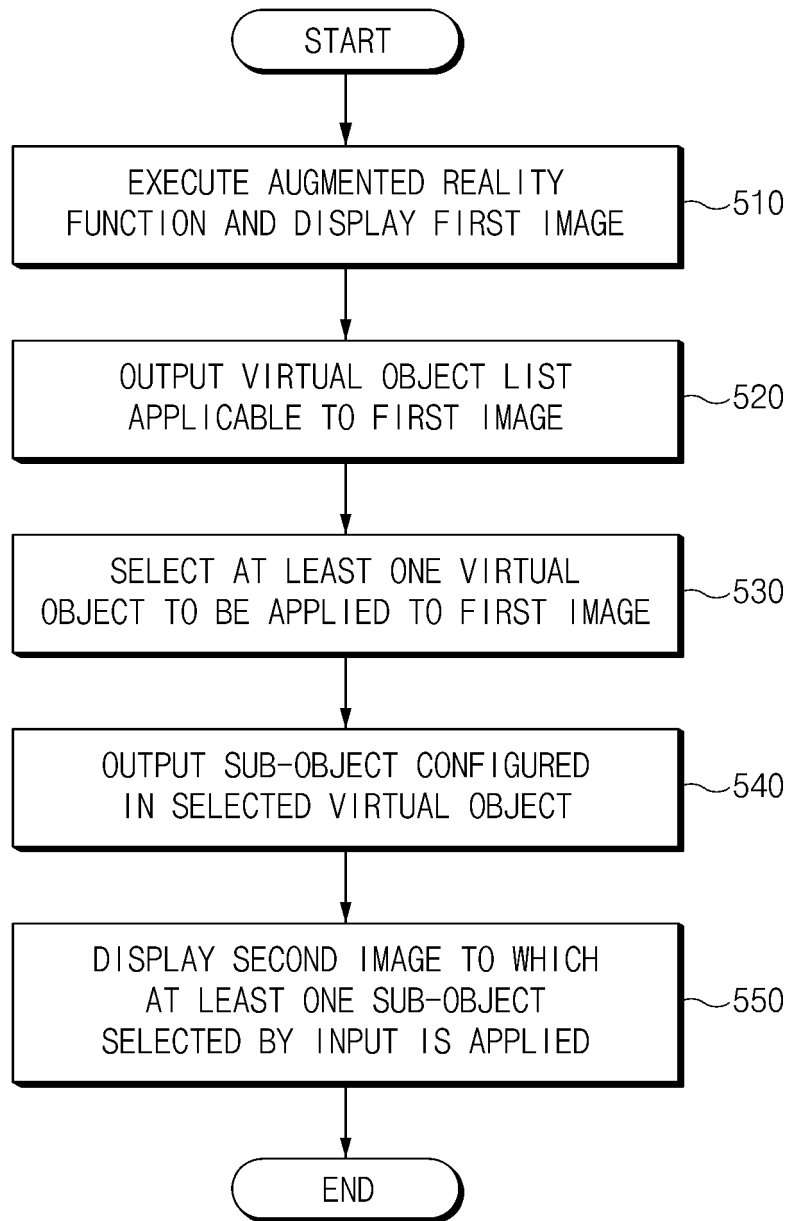 START
EXECUTE AUGMENTED REALITY
FUNCTION AND DISPLAY FIRST IMAGE
510
OUTPUT VIRTUAL OBJECT LIST
APPLICABLE TO FIRST IMAGE
520
SELECT AT LEAST ONE VIRTUAL
OBJECT TO BE APPLIED TO FIRST IMAGE
530
OUTPUT SUB-OBJECT CONFIGURED
IN SELECTED VIRTUAL OBJECT
540
DISPLAY SECOND IMAGE TO WHICH
AT LEAST ONE SUB-OBJECT
SELECTED BY INPUT IS APPLIED
550
END